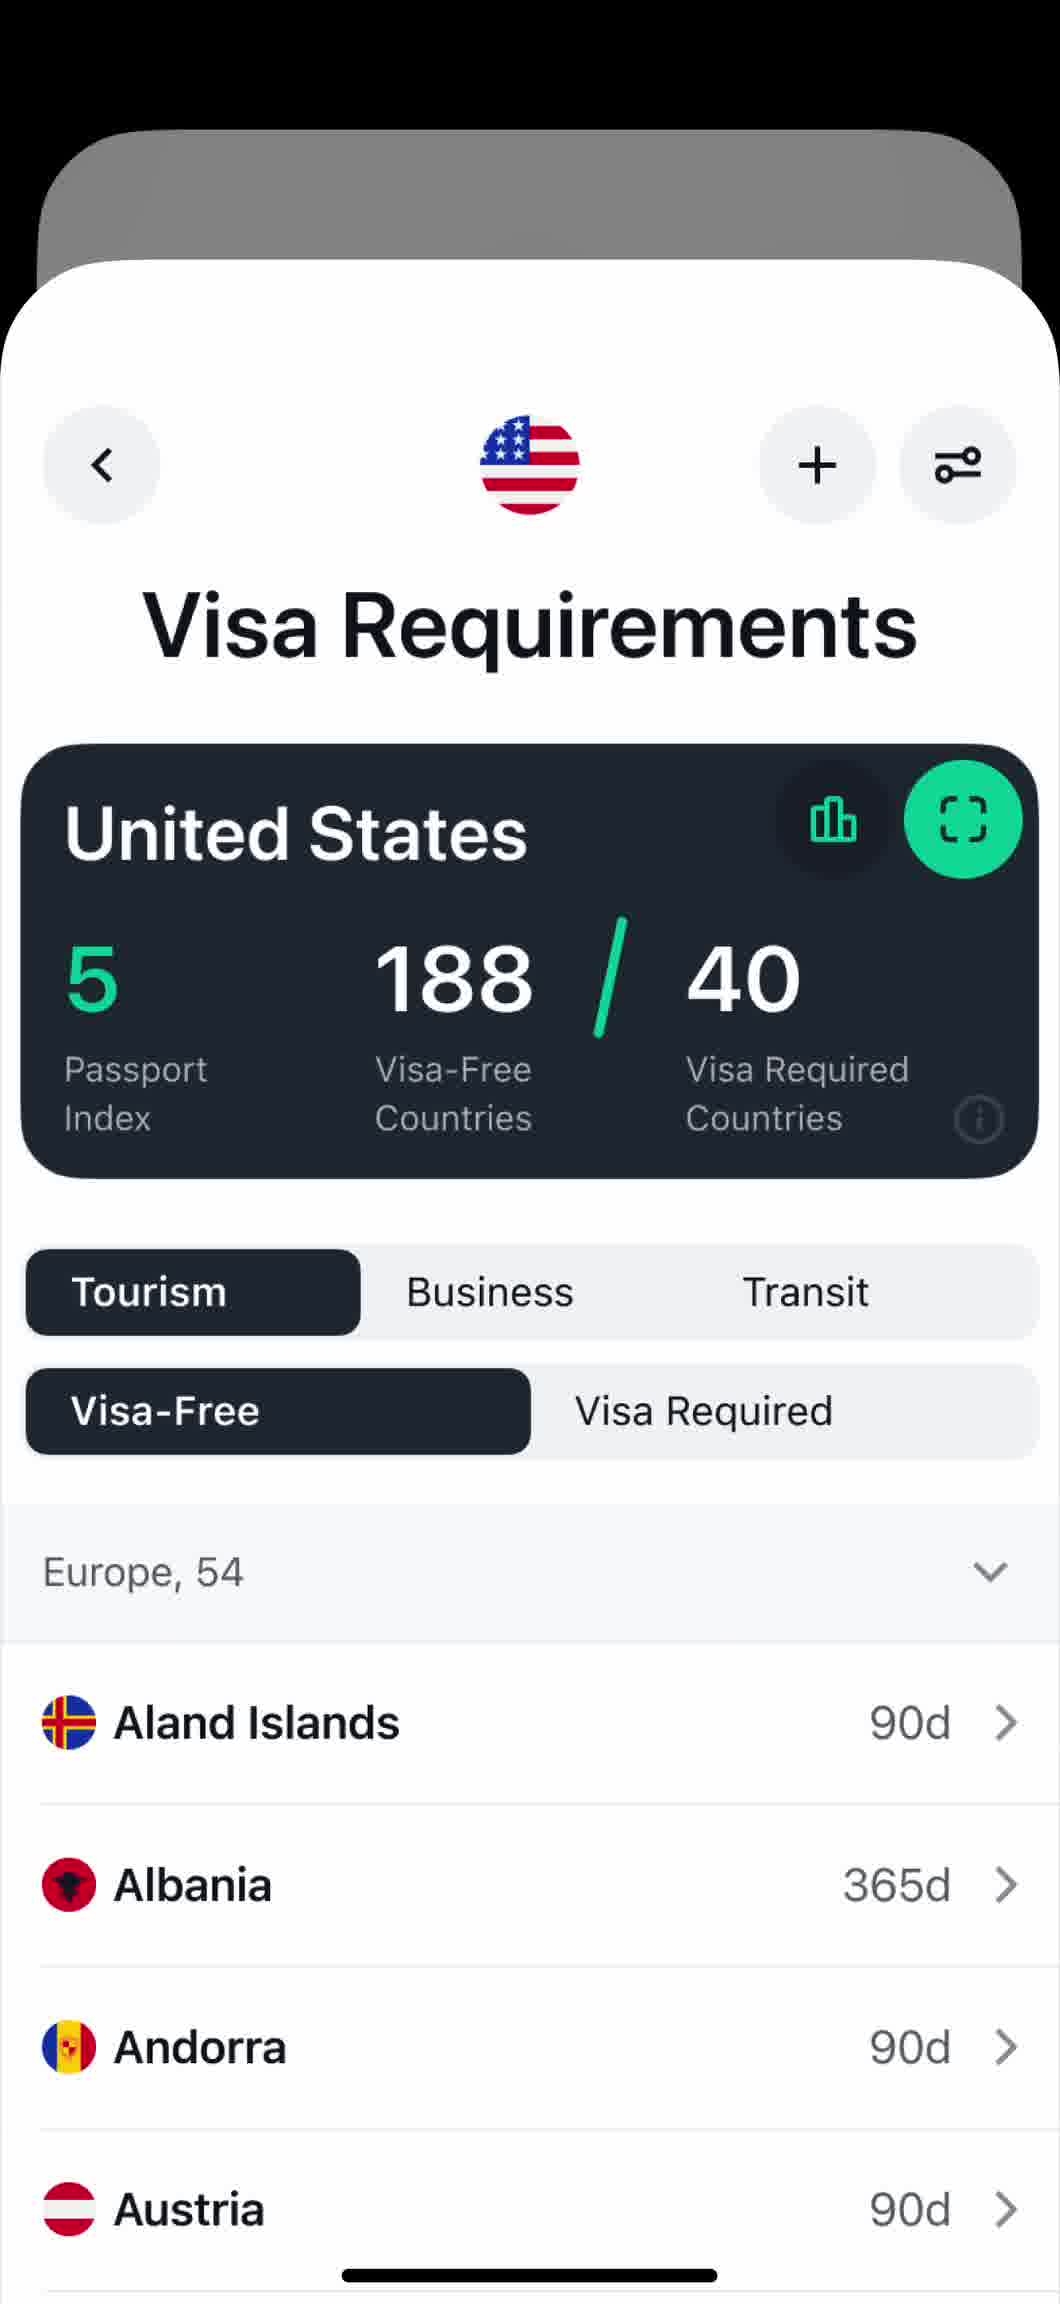 Visa Requirements
United States
5
188
40
Passport
Index
Visa-Free
Countries
Visa Required
Countries
Tourism
Business
Transit
Visa-Free
Visa Required
Europe, 54
Aland Islands
90d
Albania
365d
Andorra
90d
Austria
90d